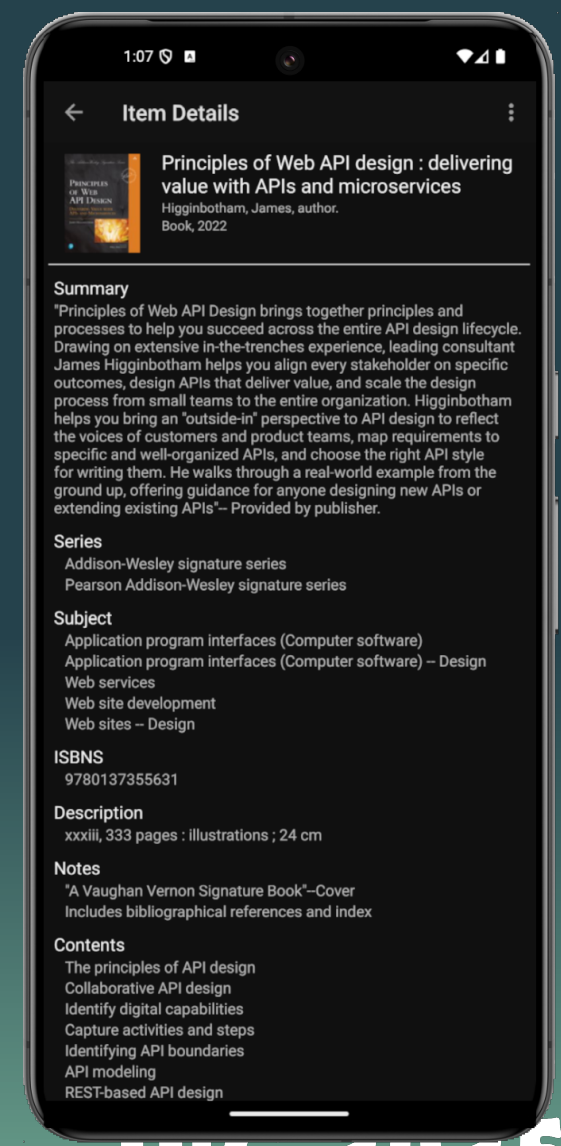 1:07
Item Details
PRINCIPLES
OF WEB
API DESIGN
Principles of Web API design : delivering
value with APIs and microservices
Higginbotham, James, author.
Book, 2022
Summary
"Principles of Web API Design brings together principles and
processes to help you succeed across the entire API design lifecycle.
Drawing on extensive in-the-trenches experience, leading consultant
James Higginbotham helps you align every stakeholder on specific
outcomes, design APIs that deliver value, and scale the design
process from small teams to the entire organization. Higginbotham
helps you bring an "outside-in" perspective to API design to reflect
the voices of customers and product teams, map requirements to
specific and well-organized APIs, and choose the right API style
for writing them. He walks through a real-world example from the
ground up, offering guidance for anyone designing new APIs or
extending existing APIs"-- Provided by publisher.
Series
Addison-Wesley signature series
Pearson Addison-Wesley signature series
Subject
Application program interfaces (Computer software)
Application program interfaces (Computer software) -- Design
Web services
Web site development
Web sites -- Design
ISBNS
9780137355631
Description
xxxiii, 333 pages : illustrations ; 24 cm
Notes
"A Vaughan Vernon Signature Book"--Cover
Includes bibliographical references and index
Contents
The principles of API design
Collaborative API design
Identify digital capabilities
Capture activities and steps
Identifying API boundaries
API modeling
REST-based API design